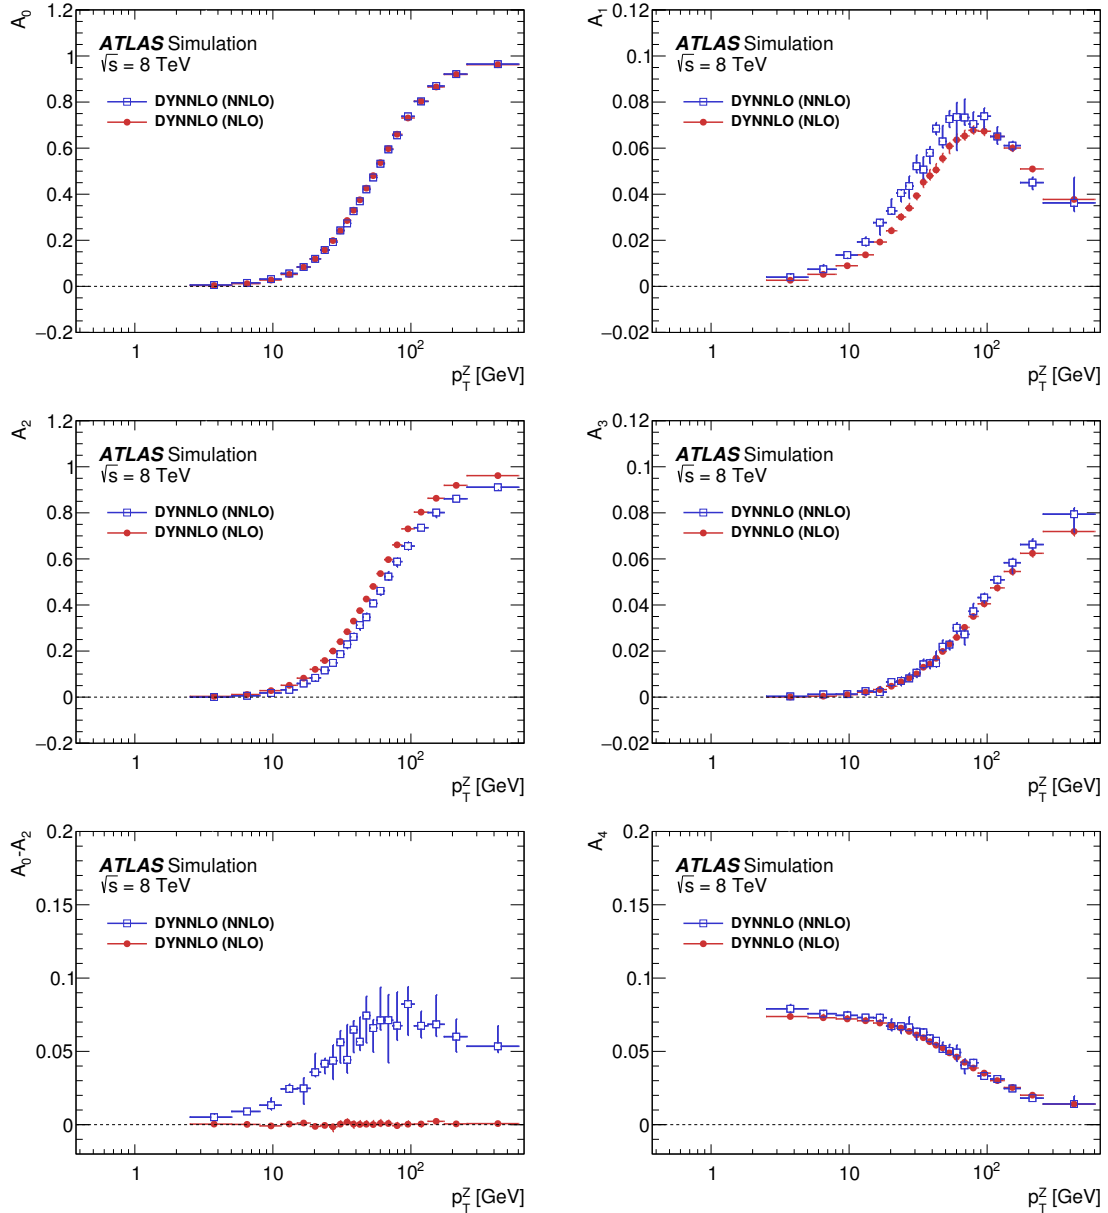 A0
1.2
1
0.8
0.6
0.4
0.2
0
−0.2
ATLAS Simulation
√s = 8 TeV
DYNNLO (NNLO)
DYNNLO (NLO)
1
10
10²
p_T^Z [GeV]
A1
0.12
0.1
0.08
0.06
0.04
0.02
0
−0.02
ATLAS Simulation
√s = 8 TeV
DYNNLO (NNLO)
DYNNLO (NLO)
1
10
10²
p_T^Z [GeV]
A2
1.2
1
0.8
0.6
0.4
0.2
0
−0.2
ATLAS Simulation
√s = 8 TeV
DYNNLO (NNLO)
DYNNLO (NLO)
1
10
10²
p_T^Z [GeV]
A3
0.12
0.1
0.08
0.06
0.04
0.02
0
−0.02
ATLAS Simulation
√s = 8 TeV
DYNNLO (NNLO)
DYNNLO (NLO)
1
10
10²
p_T^Z [GeV]
A0-A2
0.2
0.15
0.1
0.05
0
ATLAS Simulation
√s = 8 TeV
DYNNLO (NNLO)
DYNNLO (NLO)
1
10
10²
p_T^Z [GeV]
A4
0.2
0.15
0.1
0.05
0
ATLAS Simulation
√s = 8 TeV
DYNNLO (NNLO)
DYNNLO (NLO)
1
10
10²
p_T^Z [GeV]